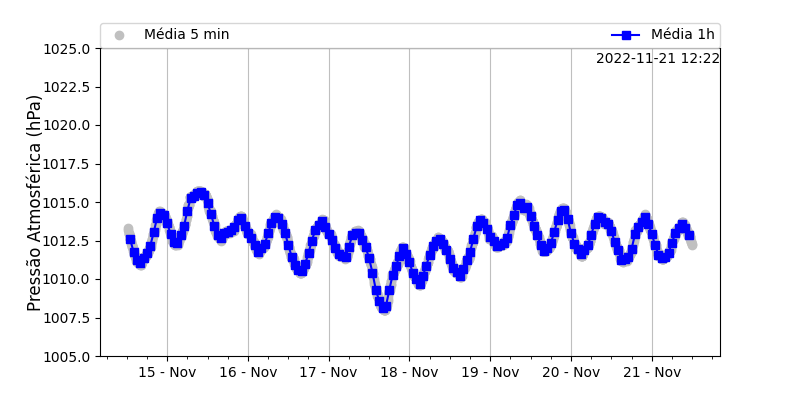 Média 5 min
Média 1h
2022-11-21 12:22
Pressão Atmosférica (hPa)
1025.0
1022.5
1020.0
1017.5
1015.0
1012.5
1010.0
1007.5
1005.0
15 - Nov
16 - Nov
17 - Nov
18 - Nov
19 - Nov
20 - Nov
21 - Nov